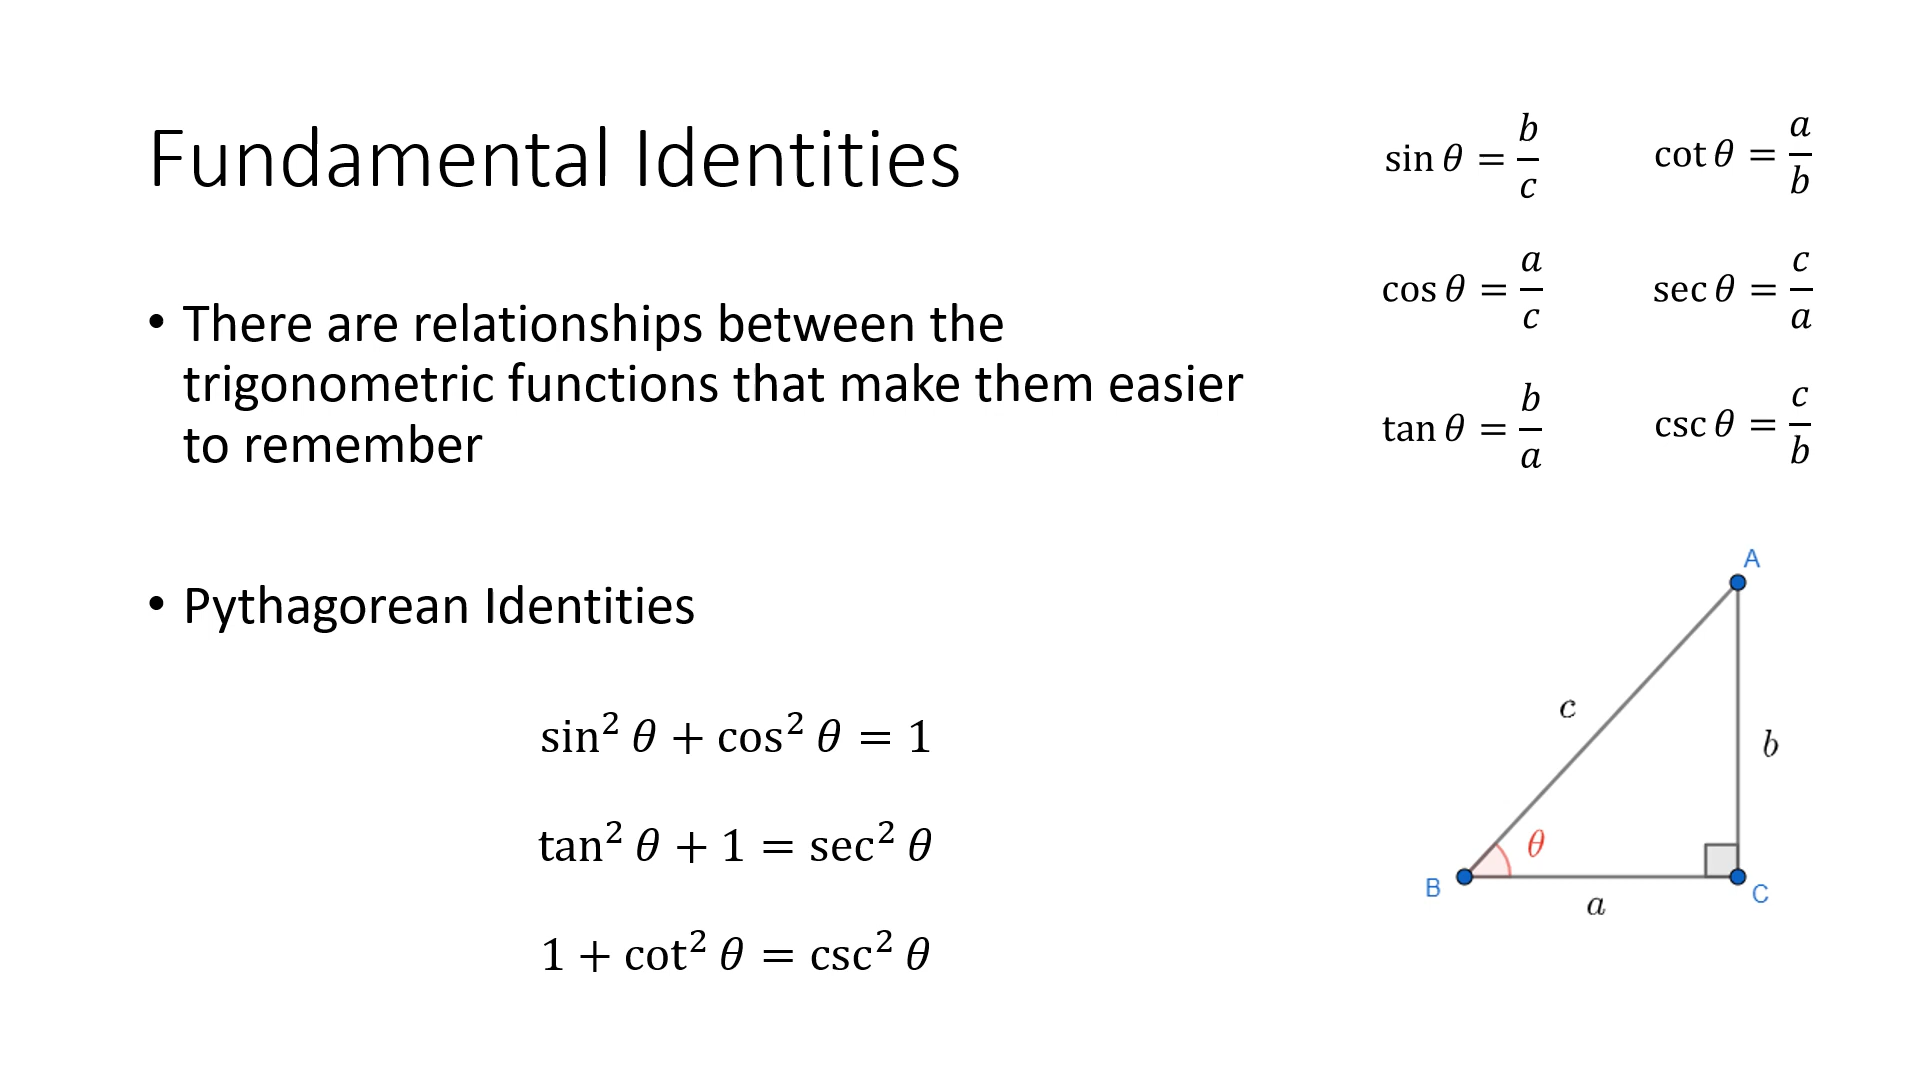 Fundamental Identities
• There are relationships between the
trigonometric functions that make them easier
to remember
• Pythagorean Identities
sin² θ + cos² θ = 1
tan² θ + 1 = sec² θ
1 + cot² θ = csc² θ
sin θ = b/c
cot θ = a/b
cos θ = a/c
sec θ = c/a
tan θ = b/a
csc θ = c/b
A
c
b
θ
B
a
C